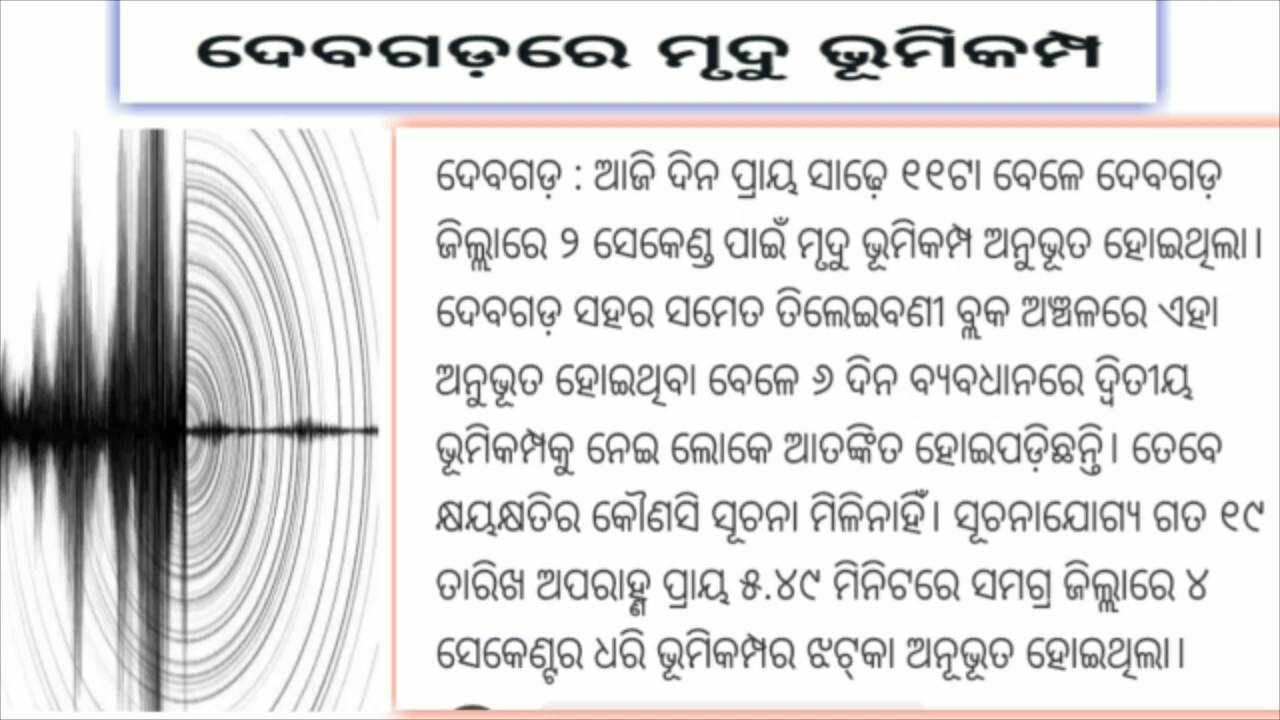 ଦେବଗଡ଼ରେ ମୃଦୁ ଭୂମିକମ୍ପ
ଦେବଗଡ଼ : ଆଜି ଦିନ ପ୍ରାୟ ସାଢ଼େ ୧୧ଟା ବେଳେ ଦେବଗଡ଼
ଜିଲ୍ଲାରେ ୨ ସେକେଣ୍ଡ ପାଇଁ ମୃଦୁ ଭୂମିକମ୍ପ ଅନୁଭୂତ ହୋଇଥିଲା।
ଦେବଗଡ଼ ସହର ସମେତ ତିଲେଇବଣୀ ବ୍ଲକ ଅଞ୍ଚଳରେ ଏହା
ଅନୁଭୂତ ହୋଇଥିବା ବେଳେ ୬ ଦିନ ବ୍ୟବଧାନରେ ଦ୍ୱିତୀୟ
ଭୂମିକମ୍ପକୁ ନେଇ ଲୋକେ ଆତଙ୍କିତ ହୋଇପଡ଼ିଛନ୍ତି। ତେବେ
କ୍ଷୟକ୍ଷତିର କୌଣସି ସୂଚନା ମିଳିନାହିଁ। ସୂଚନାଯୋଗ୍ୟ ଗତ ୧୯
ତାରିଖ ଅପରାହ୍ଣ ପ୍ରାୟ ୫.୪୯ ମିନିଟରେ ସମଗ୍ର ଜିଲ୍ଲାରେ ୪
ସେକେଣ୍ଟର ଧରି ଭୂମିକମ୍ପର ଝଟ୍‌କା ଅନୂଭୂତ ହୋଇଥିଲା।